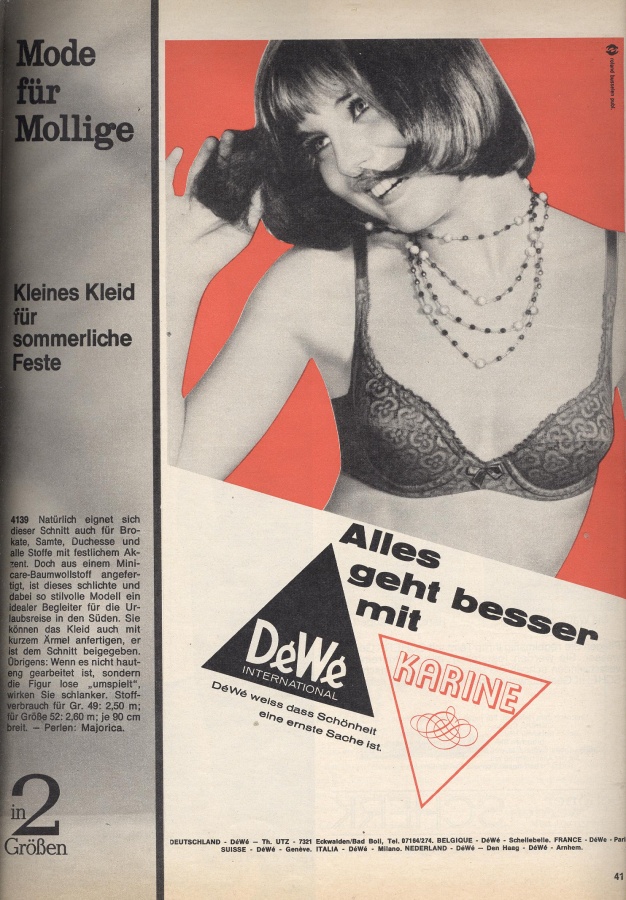 Mode
für
Mollige
Kleines Kleid
für
sommerliche
Feste
4139 Natürlich eignet sich
dieser Schnitt auch für Bro-
kate, Samte, Duchesse und
alle Stoffe mit festlichem Ak-
zent. Doch aus einem Mini-
care-Baumwollstoff angefer-
tigt, ist dieses schlichte und
dabei so stilvolle Modell ein
idealer Begleiter für die Ur-
laubsreise in den Süden. Sie
können das Kleid auch mit
kurzem Ärmel anfertigen, er
ist dem Schnitt beigegeben.
Übrigens: Wenn es nicht haut-
eng gearbeitet ist, sondern
die Figur lose „umspielt",
wirken Sie schlanker. Stoff-
verbrauch für Gr. 49: 2,50 m;
für Größe 52: 2,60 m; je 90 cm
breit. — Perlen: Majorica.
in 2
Größen
Alles
geht besser
mit
DéWé
INTERNATIONAL
KARINE
DéWé weiss dass Schönheit
eine ernste Sache ist.
DEUTSCHLAND - DéWé — Th. UTZ - 7321 Eckwalden/Bad Boll, Tel. 07164/274. BELGIQUE - DéWé - Schellebelle. FRANCE - DéWé - Pari
SUISSE - DéWé - Genève. ITALIA - DéWé - Milano. NEDERLAND - DéWé — Den Haag - DéWé - Arnhem.
41